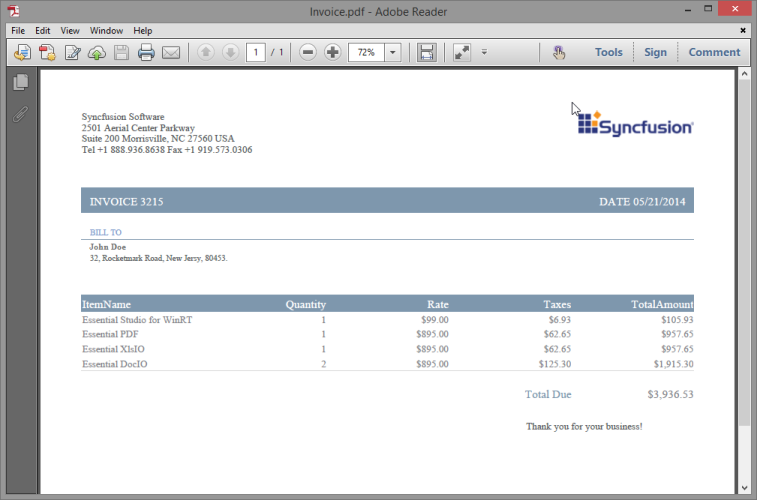 Invoice.pdf - Adobe Reader
File Edit View Window Help
1 / 1 72% Tools Sign Comment
Syncfusion Software
2501 Aerial Center Parkway
Suite 200 Morrisville, NC 27560 USA
Tel +1 888.936.8638 Fax +1 919.573.0306
Syncfusion
INVOICE 3215 DATE 05/21/2014
BILL TO
John Doe
32, Rocketmark Road, New Jersy, 80453.
ItemName Quantity Rate Taxes TotalAmount
Essential Studio for WinRT 1 $99.00 $6.93 $105.93
Essential PDF 1 $895.00 $62.65 $957.65
Essential XlsIO 1 $895.00 $62.65 $957.65
Essential DocIO 2 $895.00 $125.30 $1,915.30
Total Due $3,936.53
Thank you for your business!